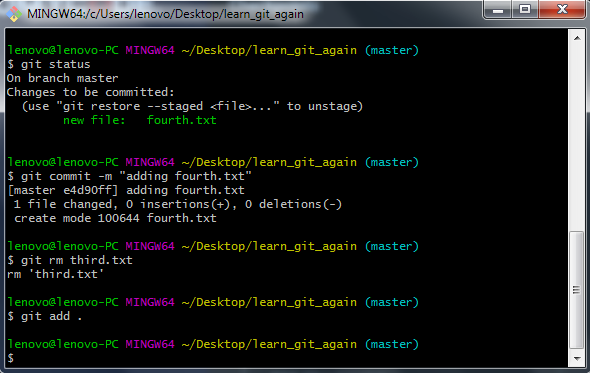 MINGW64:/c/Users/lenovo/Desktop/learn_git_again
lenovo@lenovo-PC MINGW64 ~/Desktop/learn_git_again (master)
$ git status
On branch master
Changes to be committed:
  (use "git restore --staged <file>..." to unstage)
        new file:   fourth.txt
lenovo@lenovo-PC MINGW64 ~/Desktop/learn_git_again (master)
$ git commit -m "adding fourth.txt"
[master e4d90ff] adding fourth.txt
 1 file changed, 0 insertions(+), 0 deletions(-)
 create mode 100644 fourth.txt
lenovo@lenovo-PC MINGW64 ~/Desktop/learn_git_again (master)
$ git rm third.txt
rm 'third.txt'
lenovo@lenovo-PC MINGW64 ~/Desktop/learn_git_again (master)
$ git add .
lenovo@lenovo-PC MINGW64 ~/Desktop/learn_git_again (master)
$